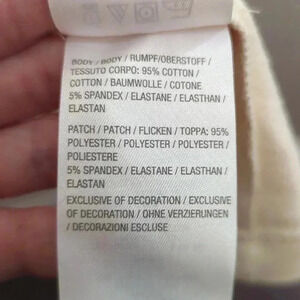 BODY / BODY / RUMPF/OBERSTOFF /
TESSUTO CORPO: 95% COTTON /
COTTON / BAUMWOLLE / COTONE
5% SPANDEX / ELASTANE / ELASTHAN /
ELASTAN
PATCH / PATCH / FLICKEN / TOPPA: 95%
POLYESTER / POLYESTER / POLYESTER /
POLIESTERE
5% SPANDEX / ELASTANE / ELASTHAN /
ELASTAN
EXCLUSIVE OF DECORATION / EXCLUSIVE
OF DECORATION / OHNE VERZIERUNGEN
/ DECORAZIONI ESCLUSE